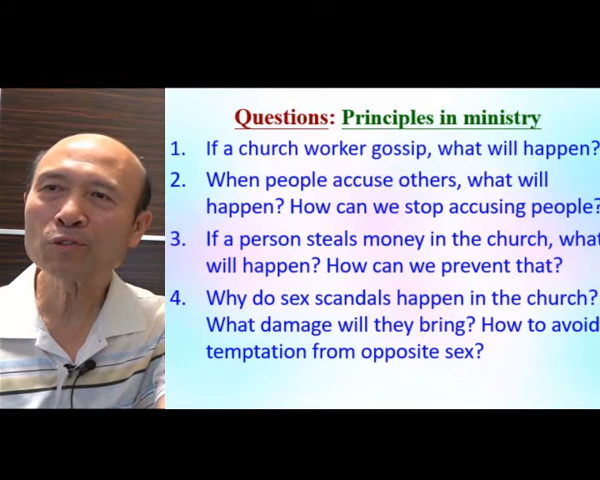 Questions: Principles in ministry
1. If a church worker gossip, what will happen?
2. When people accuse others, what will
happen? How can we stop accusing people?
3. If a person steals money in the church, what
will happen? How can we prevent that?
4. Why do sex scandals happen in the church?
What damage will they bring? How to avoid
temptation from opposite sex?